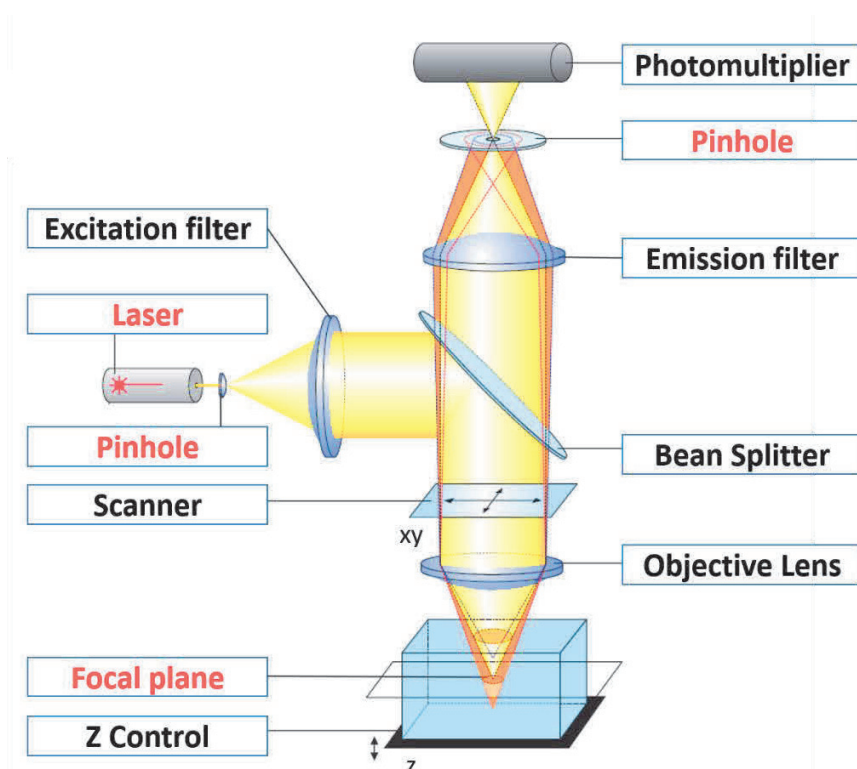 Photomultiplier
Pinhole
Excitation filter
Emission filter
Laser
Pinhole
Bean Splitter
Scanner
xy
Objective Lens
Focal plane
Z Control
z